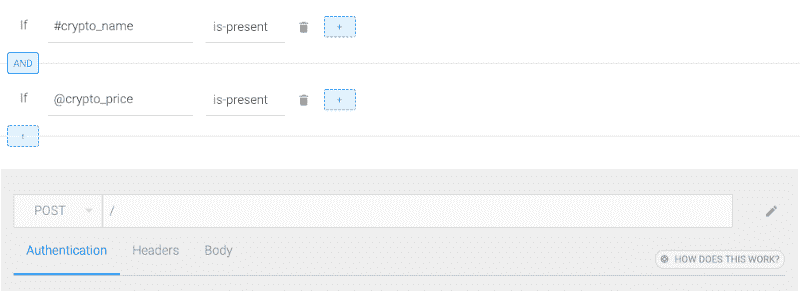 If #crypto_name is-present +
AND
If @crypto_price is-present +
+
POST /
Authentication Headers Body
HOW DOES THIS WORK?